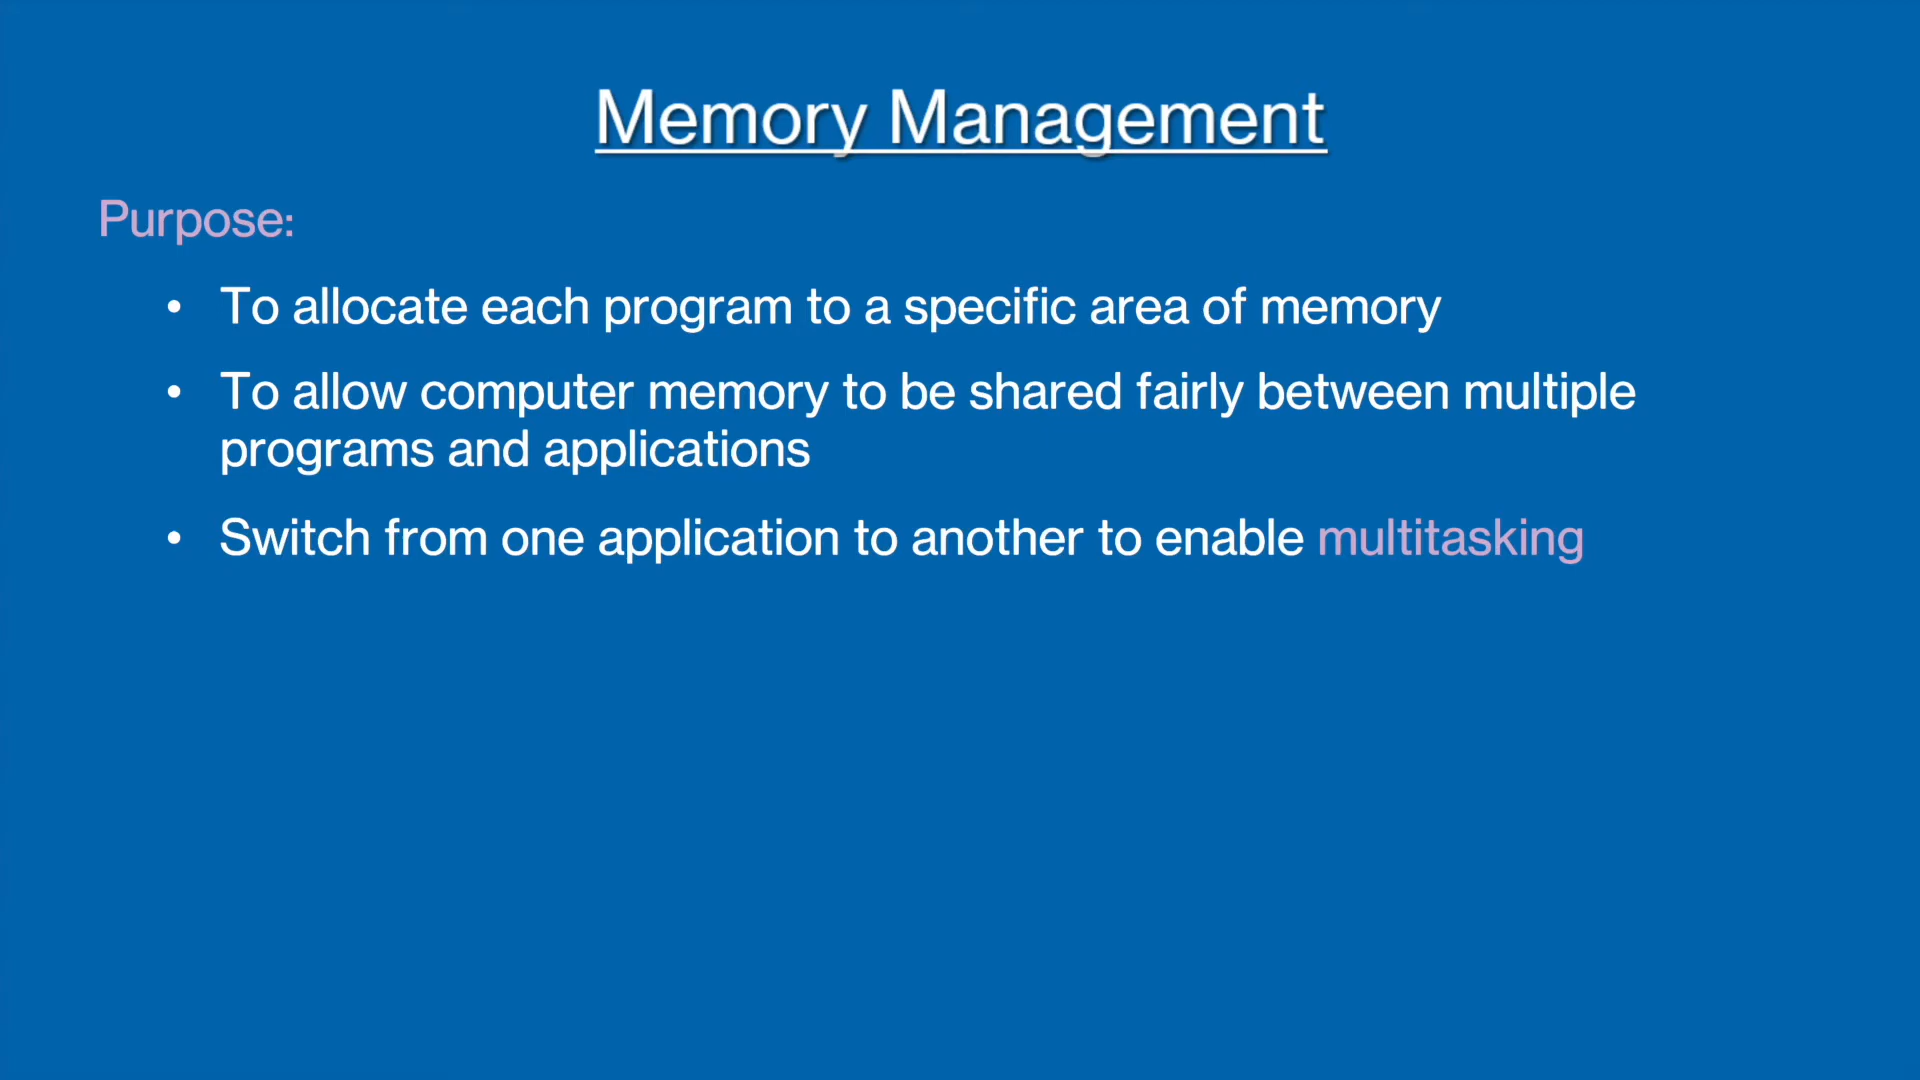 Memory Management
Purpose:
• To allocate each program to a specific area of memory
• To allow computer memory to be shared fairly between multiple
programs and applications
• Switch from one application to another to enable multitasking